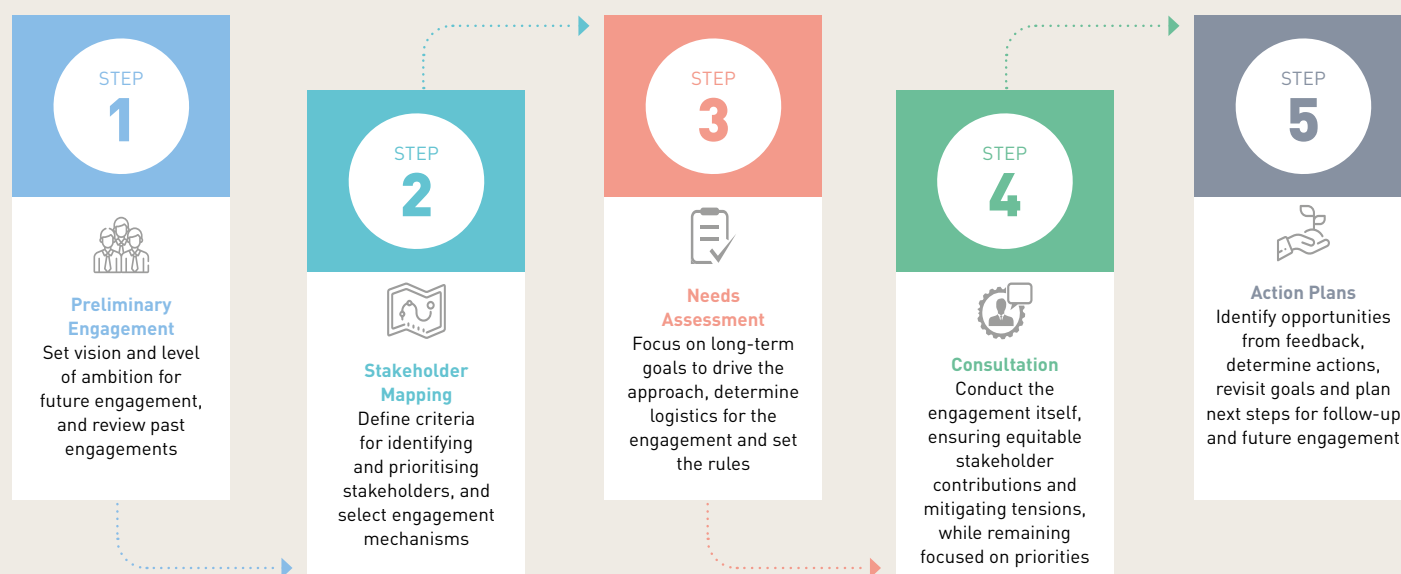 STEP
1
Preliminary
Engagement
Set vision and level
of ambition for
future engagement,
and review past
engagements
STEP
2
Stakeholder
Mapping
Define criteria
for identifying
and prioritising
stakeholders, and
select engagement
mechanisms
STEP
3
Needs
Assessment
Focus on long-term
goals to drive the
approach, determine
logistics for the
engagement and set
the rules
STEP
4
Consultation
Conduct the
engagement itself,
ensuring equitable
stakeholder
contributions and
mitigating tensions,
while remaining
focused on priorities
STEP
5
Action Plans
Identify opportunities
from feedback,
determine actions,
revisit goals and plan
next steps for follow-up
and future engagement